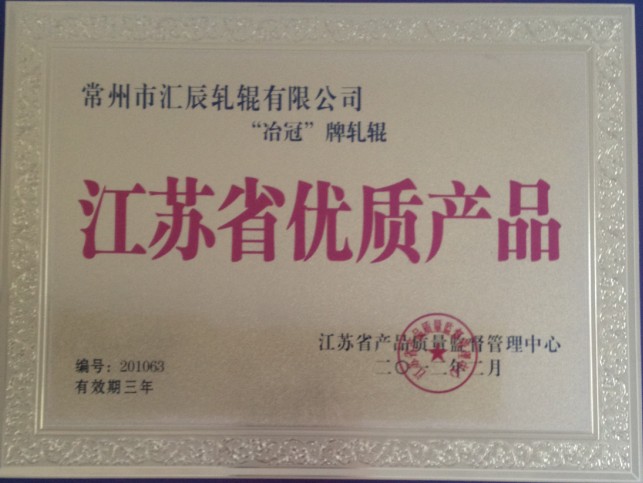 常州市汇辰轧辊有限公司
“冶冠”牌轧辊
江苏省优质产品
江苏省产品质量监督管理中心
二〇一二年二月
编号：201063
有效期三年